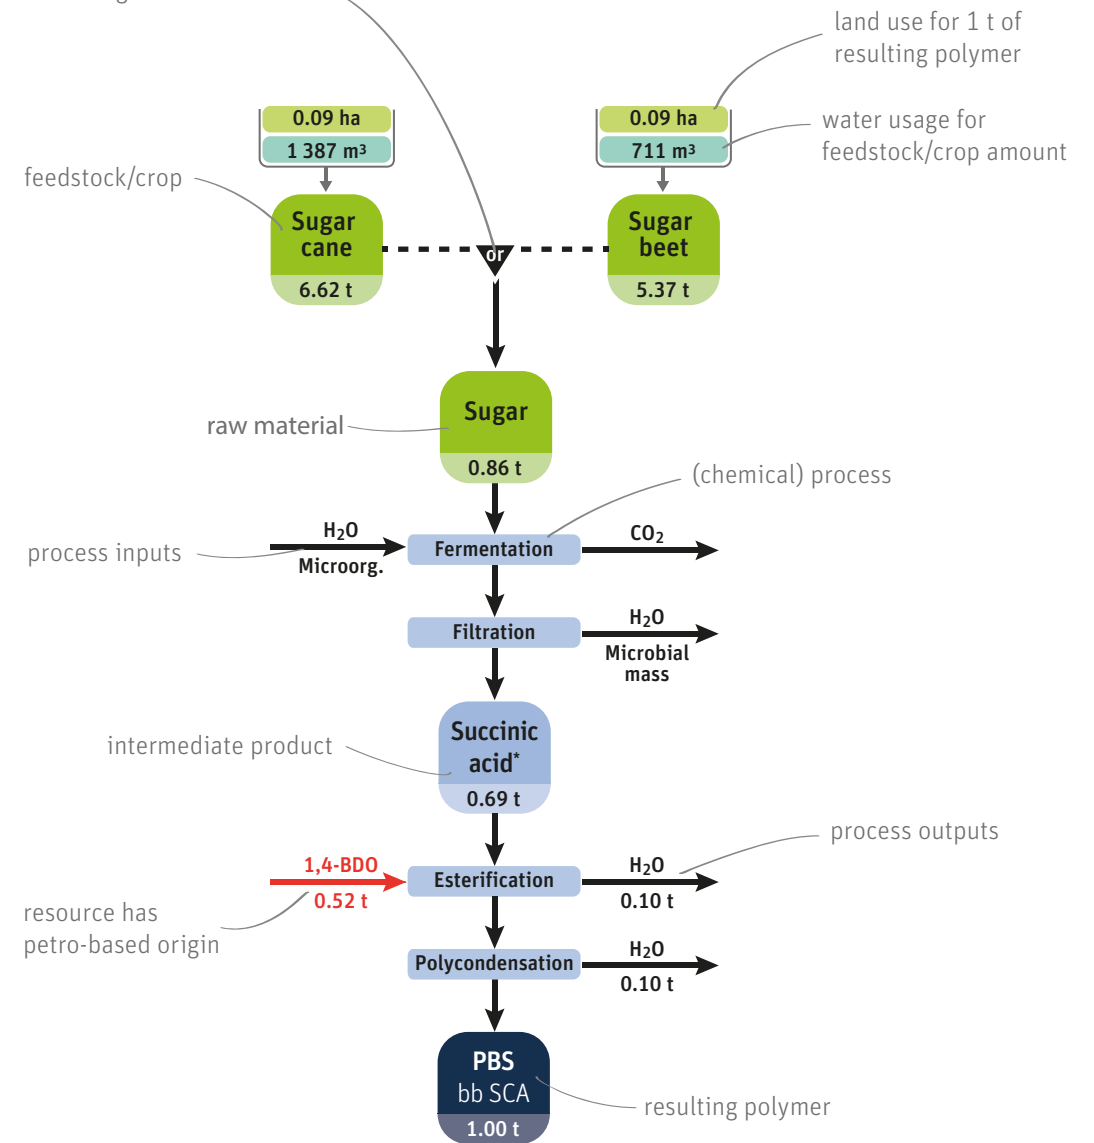 land use for 1 t of
resulting polymer
0.09 ha
0.09 ha
1 387 m³
711 m³
water usage for
feedstock/crop amount
feedstock/crop
Sugar
cane
6.62 t
or
Sugar
beet
5.37 t
Sugar
0.86 t
raw material
(chemical) process
process inputs
H₂O
Microorg.
Fermentation
CO₂
Filtration
H₂O
Microbial
mass
Succinic
acid*
0.69 t
intermediate product
process outputs
1,4-BDO
0.52 t
Esterification
H₂O
0.10 t
resource has
petro-based origin
Polycondensation
H₂O
0.10 t
PBS
bb SCA
1.00 t
resulting polymer